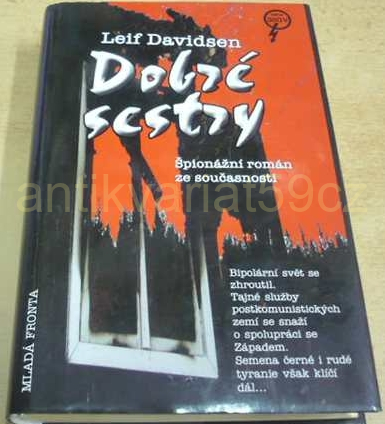 Leif Davidsen
Dobré
sestry
Špionážní román
ze současnosti
antikvariat59cz
Bipolární svět se
zhroutil.
Tajné služby
postkomunistických
zemí se snaží
o spolupráci se
Západem.
Semena černé i rudé
tyranie však klíčí
dál...
MLADÁ FRONTA